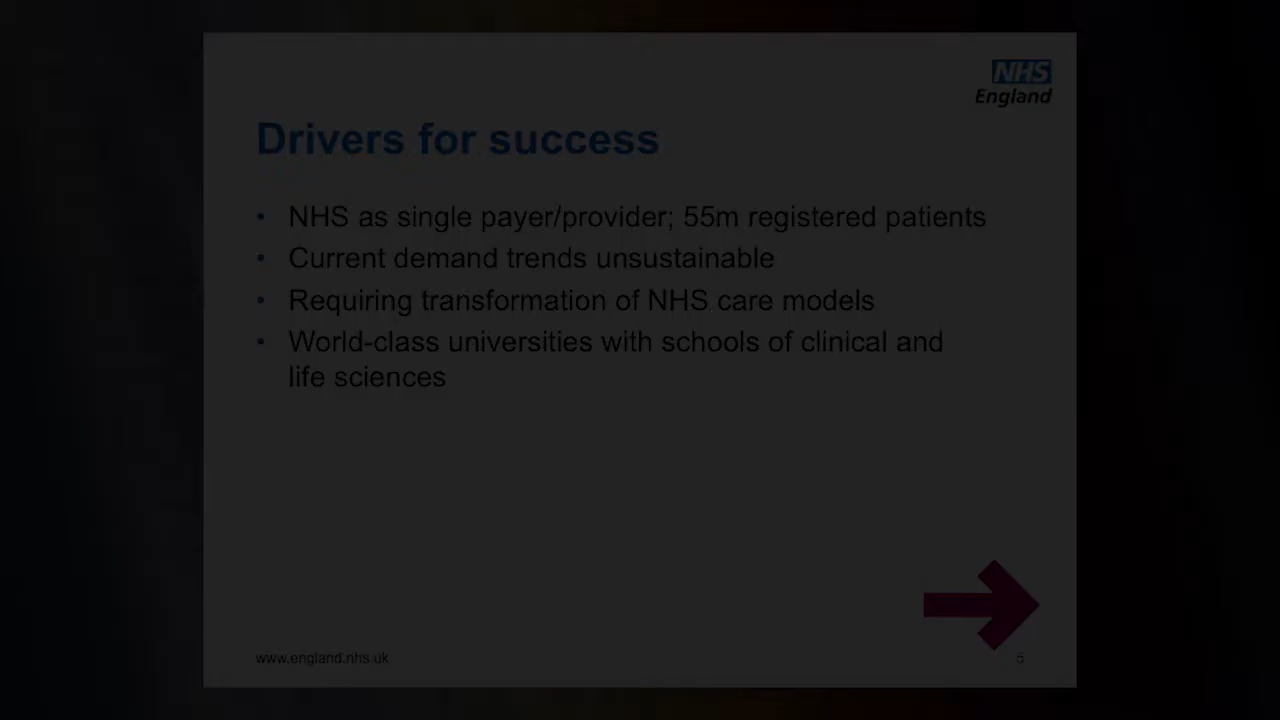 NHS
England
Drivers for success
• NHS as single payer/provider; 55m registered patients
• Current demand trends unsustainable
• Requiring transformation of NHS care models
• World-class universities with schools of clinical and
life sciences
www.england.nhs.uk
5